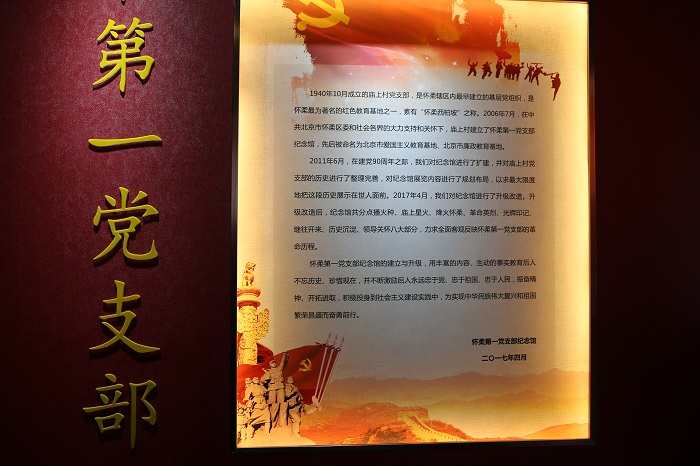 第一党支部
1940年10月成立的庙上村党支部，是怀柔辖区内最早建立的基层党组织，是
怀柔最为著名的红色教育基地之一，素有“怀柔西柏坡”之称。2006年7月，在中
共北京市怀柔区委和社会各界的大力支持和关怀下，庙上村建立了怀柔第一党支部
纪念馆，先后被命名为北京市爱国主义教育基地、北京市廉政教育基地。
2011年6月，在建党90周年之际，我们对纪念馆进行了扩建，并对庙上村党
支部的历史进行了整理完善，对纪念馆展览内容进行了规划布局，以求最大限度
地把这段历史展示在世人面前。2017年4月，我们对纪念馆进行了升级改造。升
级改造后，纪念馆共分点播火种、庙上星火、烽火怀柔、革命英烈、光辉印记、
继往开来、历史沉淀、领导关怀八大部分，力求全面客观反映怀柔第一党支部的革
命历程。
怀柔第一党支部纪念馆的建立与升级，用丰富的内容、生动的事实教育后人
不忘历史、珍惜现在，并不断激励后人永远忠于党、忠于祖国、忠于人民，振奋精
神、开拓进取，积极投身到社会主义建设实践中，为实现中华民族伟大复兴和祖国
繁荣昌盛而奋勇前行。
怀柔第一党支部纪念馆
二〇一七年四月